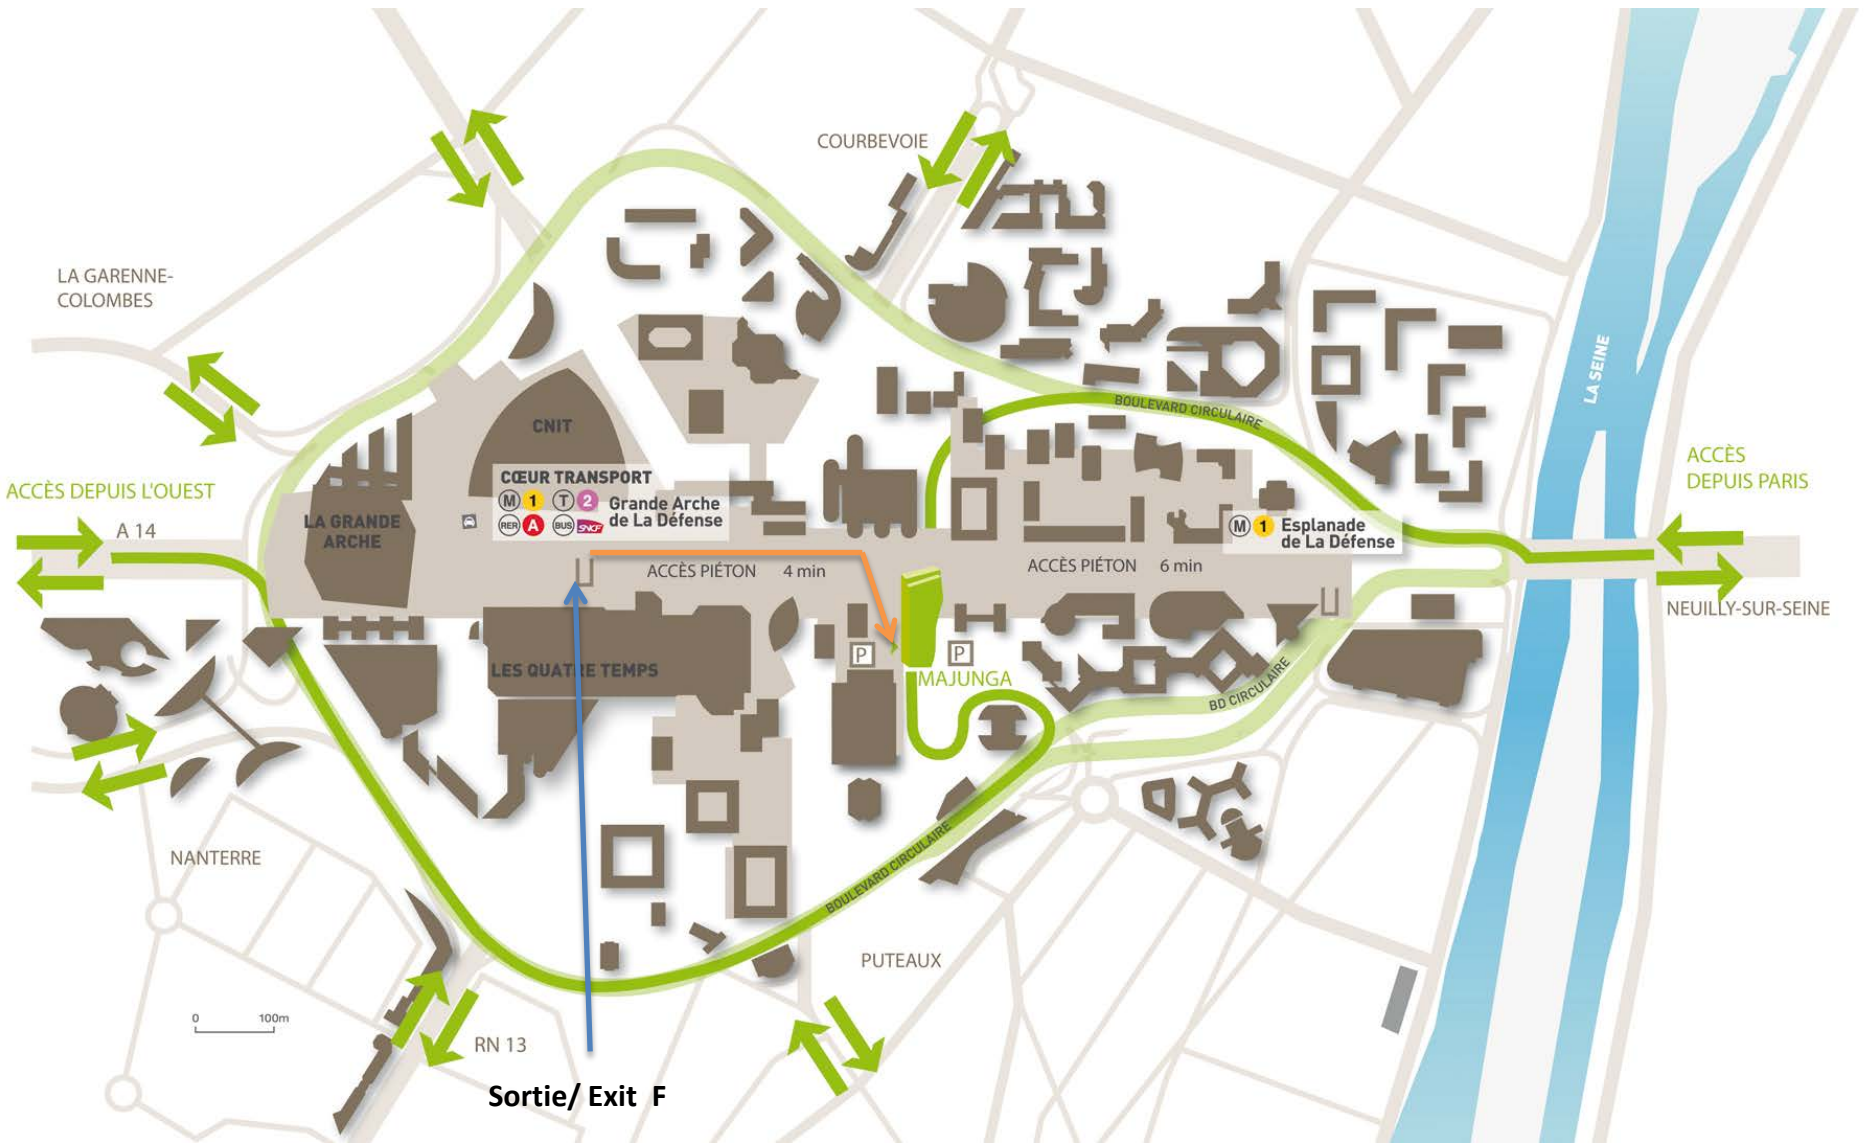 COURBEVOIE
LA GARENNE-
COLOMBES
LA SEINE
BOULEVARD CIRCULAIRE
CNIT
ACCÈS
DEPUIS PARIS
CŒUR TRANSPORT
M 1 T 2 Grande Arche
RER A BUS SNCF de La Défense
ACCÈS DEPUIS L'OUEST
A 14
LA GRANDE
ARCHE
M 1 Esplanade
de La Défense
ACCÈS PIÉTON 4 min
ACCÈS PIÉTON 6 min
NEUILLY-SUR-SEINE
P
P
LES QUATRE TEMPS
MAJUNGA
BD CIRCULAIRE
NANTERRE
BOULEVARD CIRCULAIRE
PUTEAUX
0 100m
RN 13
Sortie/ Exit F